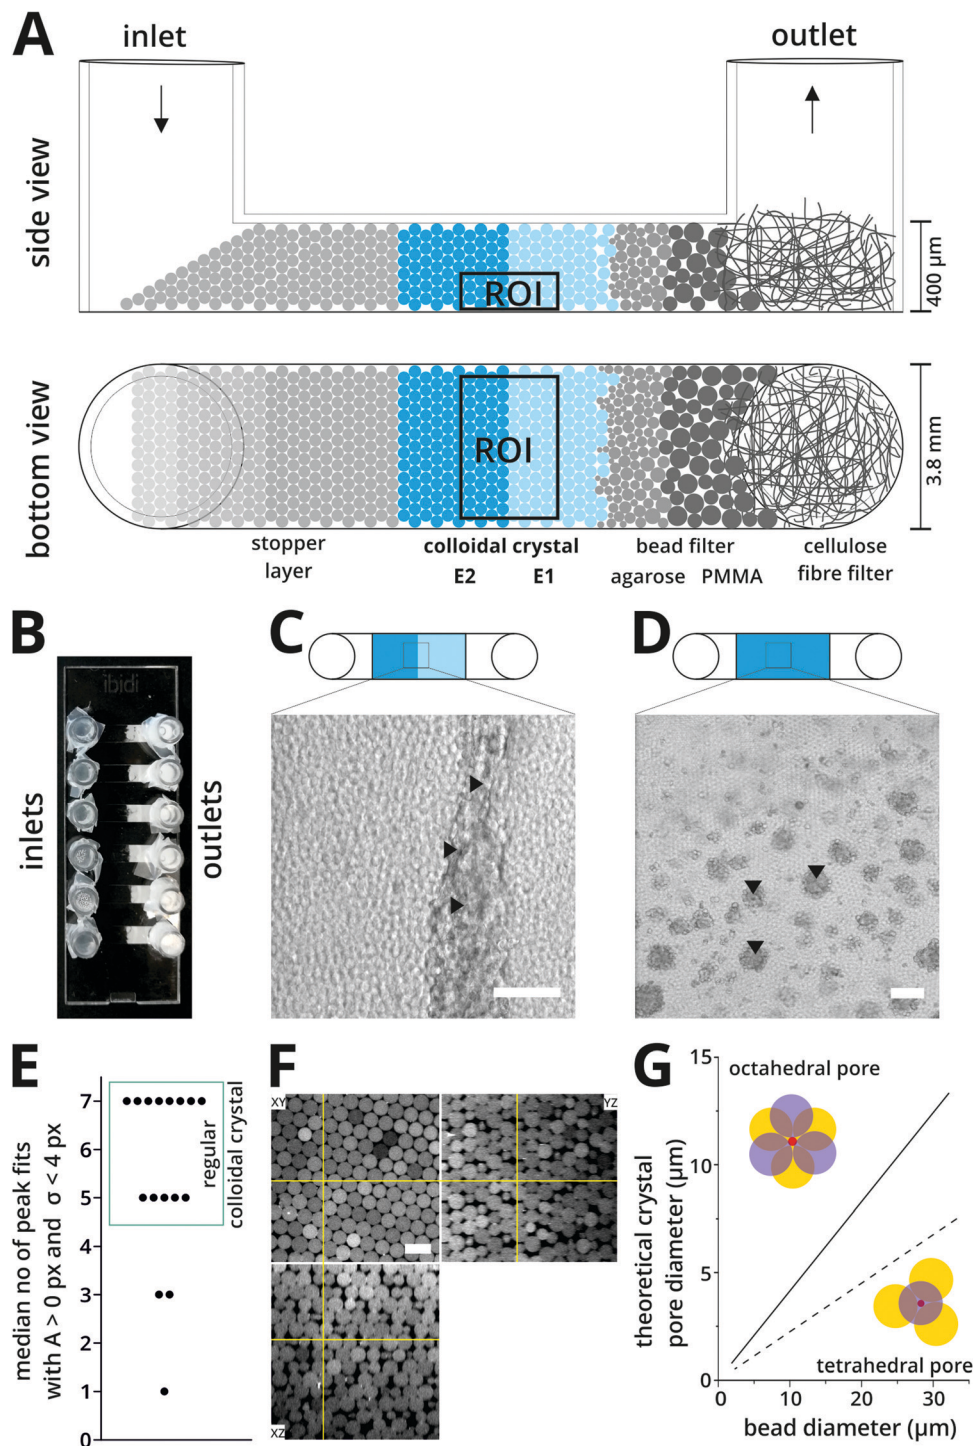 A
inlet
outlet
side view
ROI
400 µm
bottom view
ROI
3.8 mm
stopper
layer
colloidal crystal
E2 E1
bead filter
agarose PMMA
cellulose
fibre filter
B
ibidi
inlets
outlets
C
D
E
median no of peak fits
with A > 0 px and σ < 4 px
7
6
5
4
3
2
1
0
regular
colloidal crystal
F
XY
YZ
XZ
G
theoretical crystal
pore diameter (µm)
15
10
5
0
octahedral pore
tetrahedral pore
0 10 20 30
bead diameter (µm)